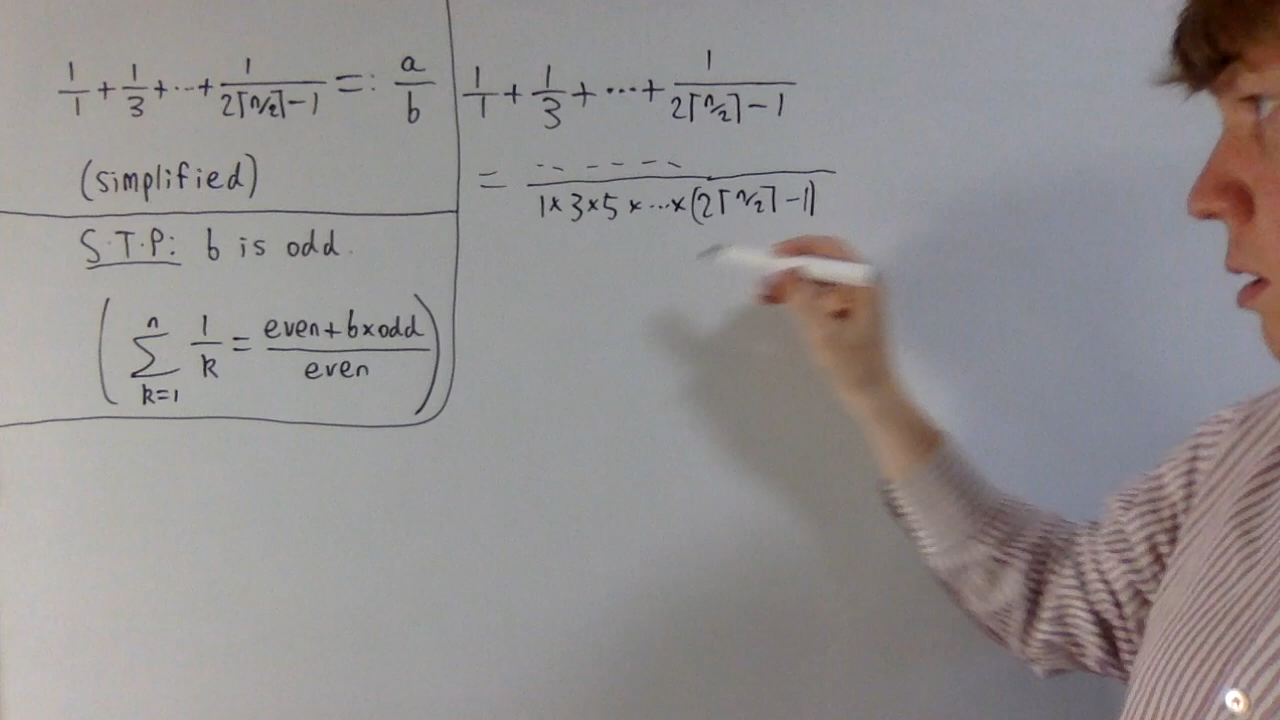 1/1 + 1/3 + ... + 1/(2⌈n/2⌉ - 1) =: a/b
(simplified)
S.T.P: b is odd.
(∑_{k=1}^{n} 1/k = (even + b×odd)/even)
1/1 + 1/3 + ... + 1/(2⌈n/2⌉ - 1)
= (-- -- -- --)/(1×3×5×...×(2⌈n/2⌉ - 1))